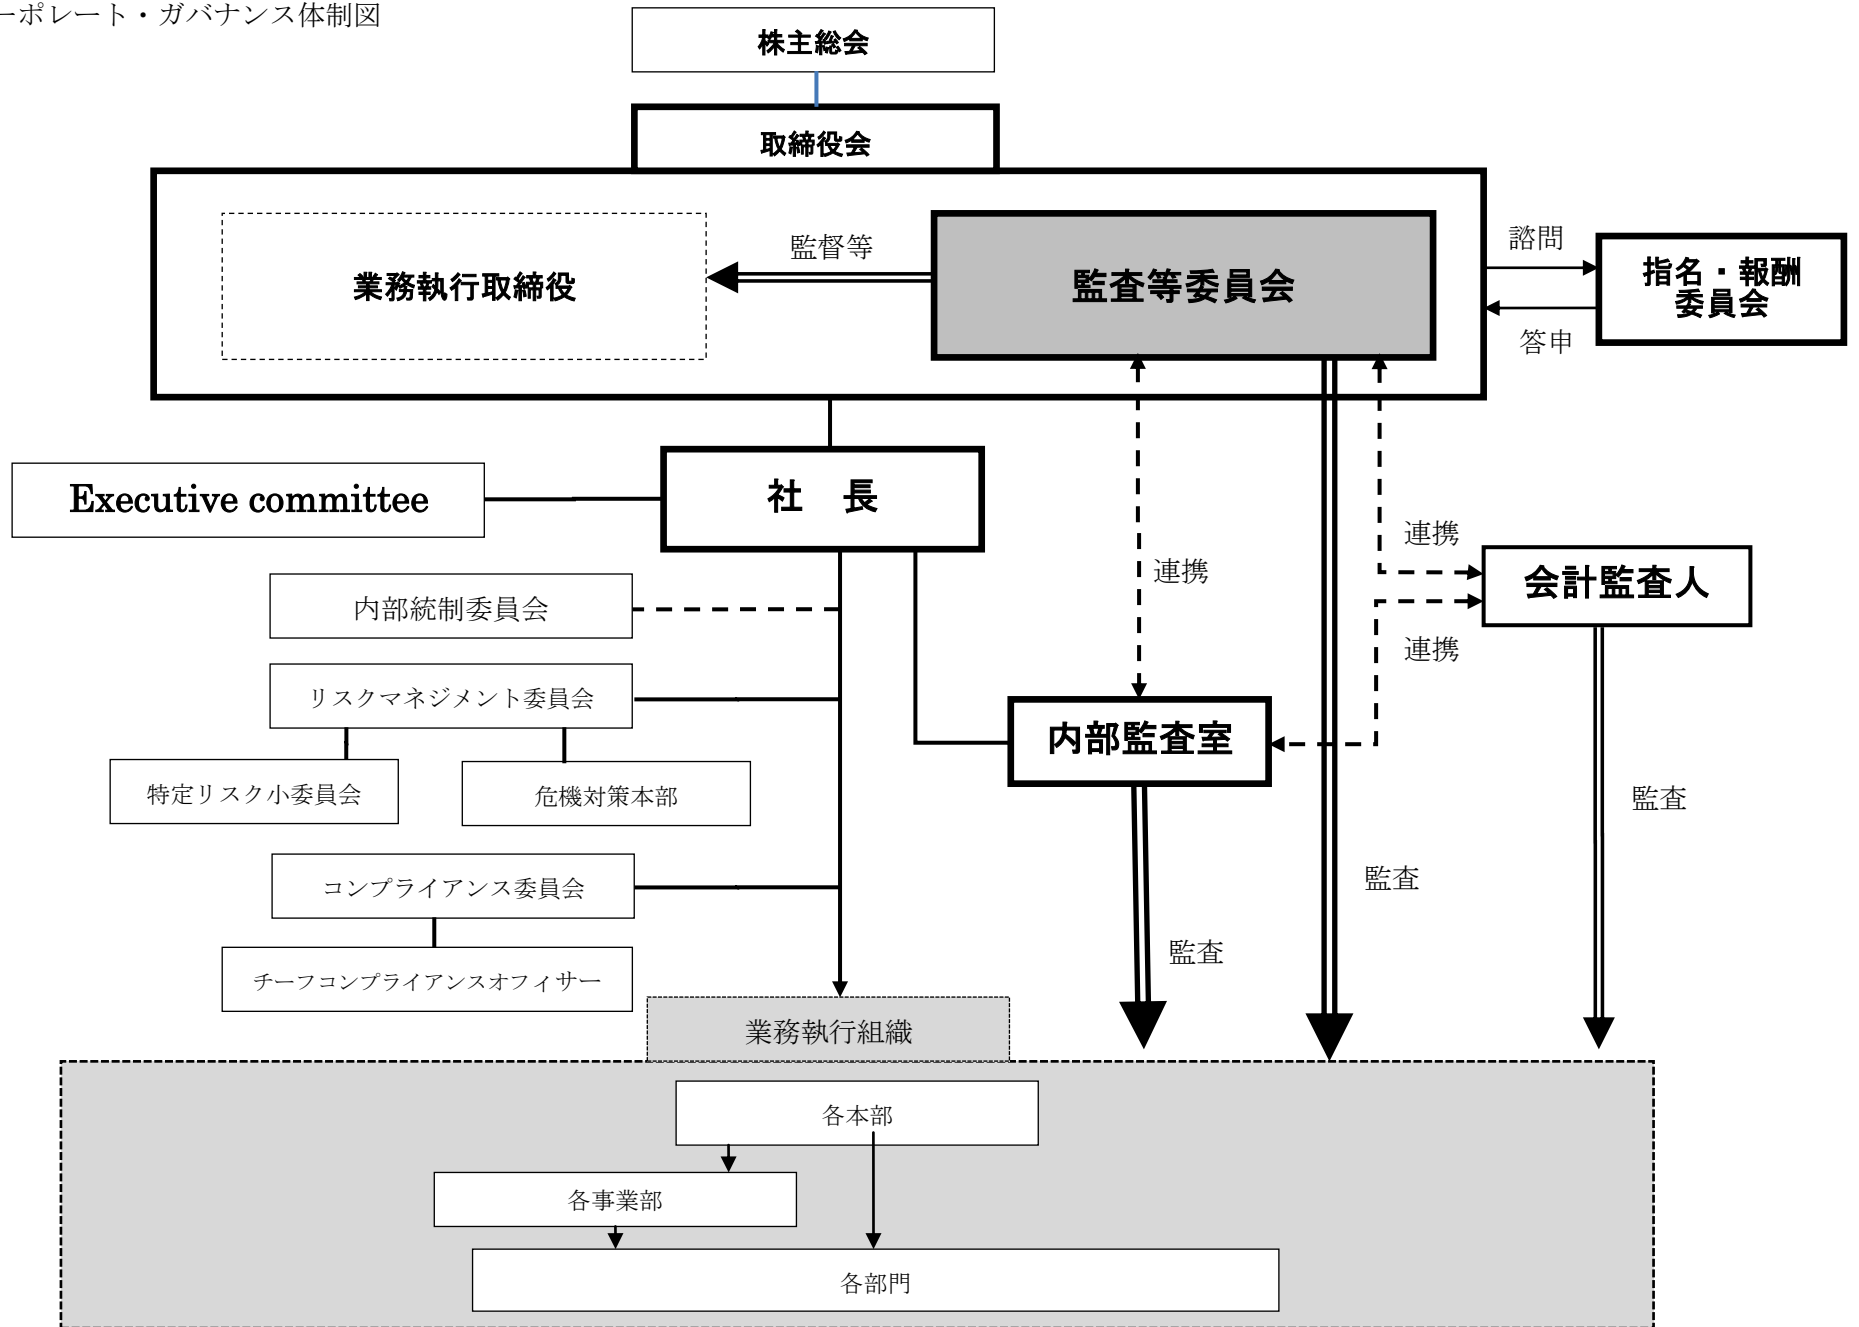 ーポレート・ガバナンス体制図
株主総会
取締役会
業務執行取締役
監督等
監査等委員会
諮問
答申
指名・報酬
委員会
Executive committee
社　長
連携
連携
連携
会計監査人
内部統制委員会
リスクマネジメント委員会
特定リスク小委員会
危機対策本部
内部監査室
コンプライアンス委員会
チーフコンプライアンスオフィサー
監査
監査
監査
業務執行組織
各本部
各事業部
各部門